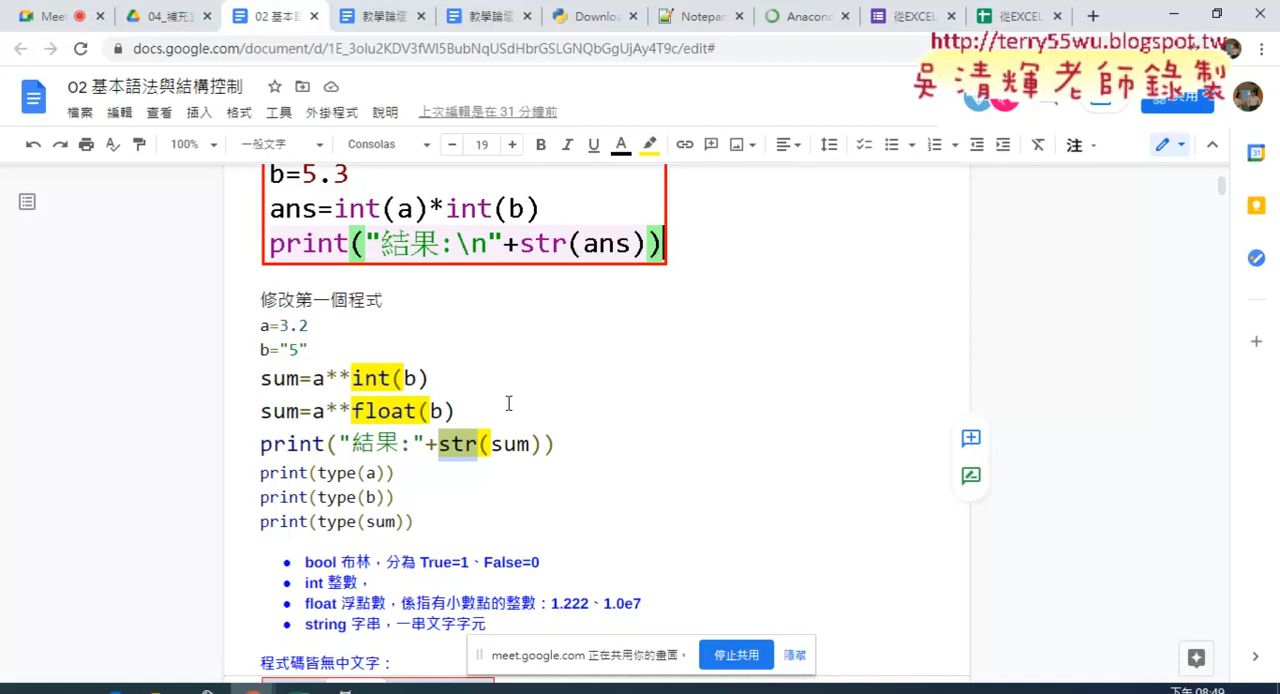 Meet
04_補充
02 基本語
教學論壇
教學論壇
Downloa
Notepac
Anacono
從EXCEL
從EXCEL
docs.google.com/document/d/1E_3olu2KDV3fWl5BubNqUSdHbrGSLGNQbGgUjAy4T9c/edit#
http://terry55wu.blogspot.tw
吳清輝老師錄製
02 基本語法與結構控制
檔案 編輯 查看 插入 格式 工具 外掛程式 說明 上次編輯是在 31 分鐘前
100% 一般文字 Consolas 19 B I U A 注
b=5.3
ans=int(a)*int(b)
print("結果:\n"+str(ans))
修改第一個程式
a=3.2
b="5"
sum=a**int(b)
sum=a**float(b)
print("結果:"+str(sum))
print(type(a))
print(type(b))
print(type(sum))
● bool 布林，分為 True=1、False=0
● int 整數，
● float 浮點數，係指有小數點的整數：1.222、1.0e7
● string 字串，一串文字字元
程式碼皆無中文字：
meet.google.com 正在共用你的畫面。 停止共用 隱藏
下午 08:49